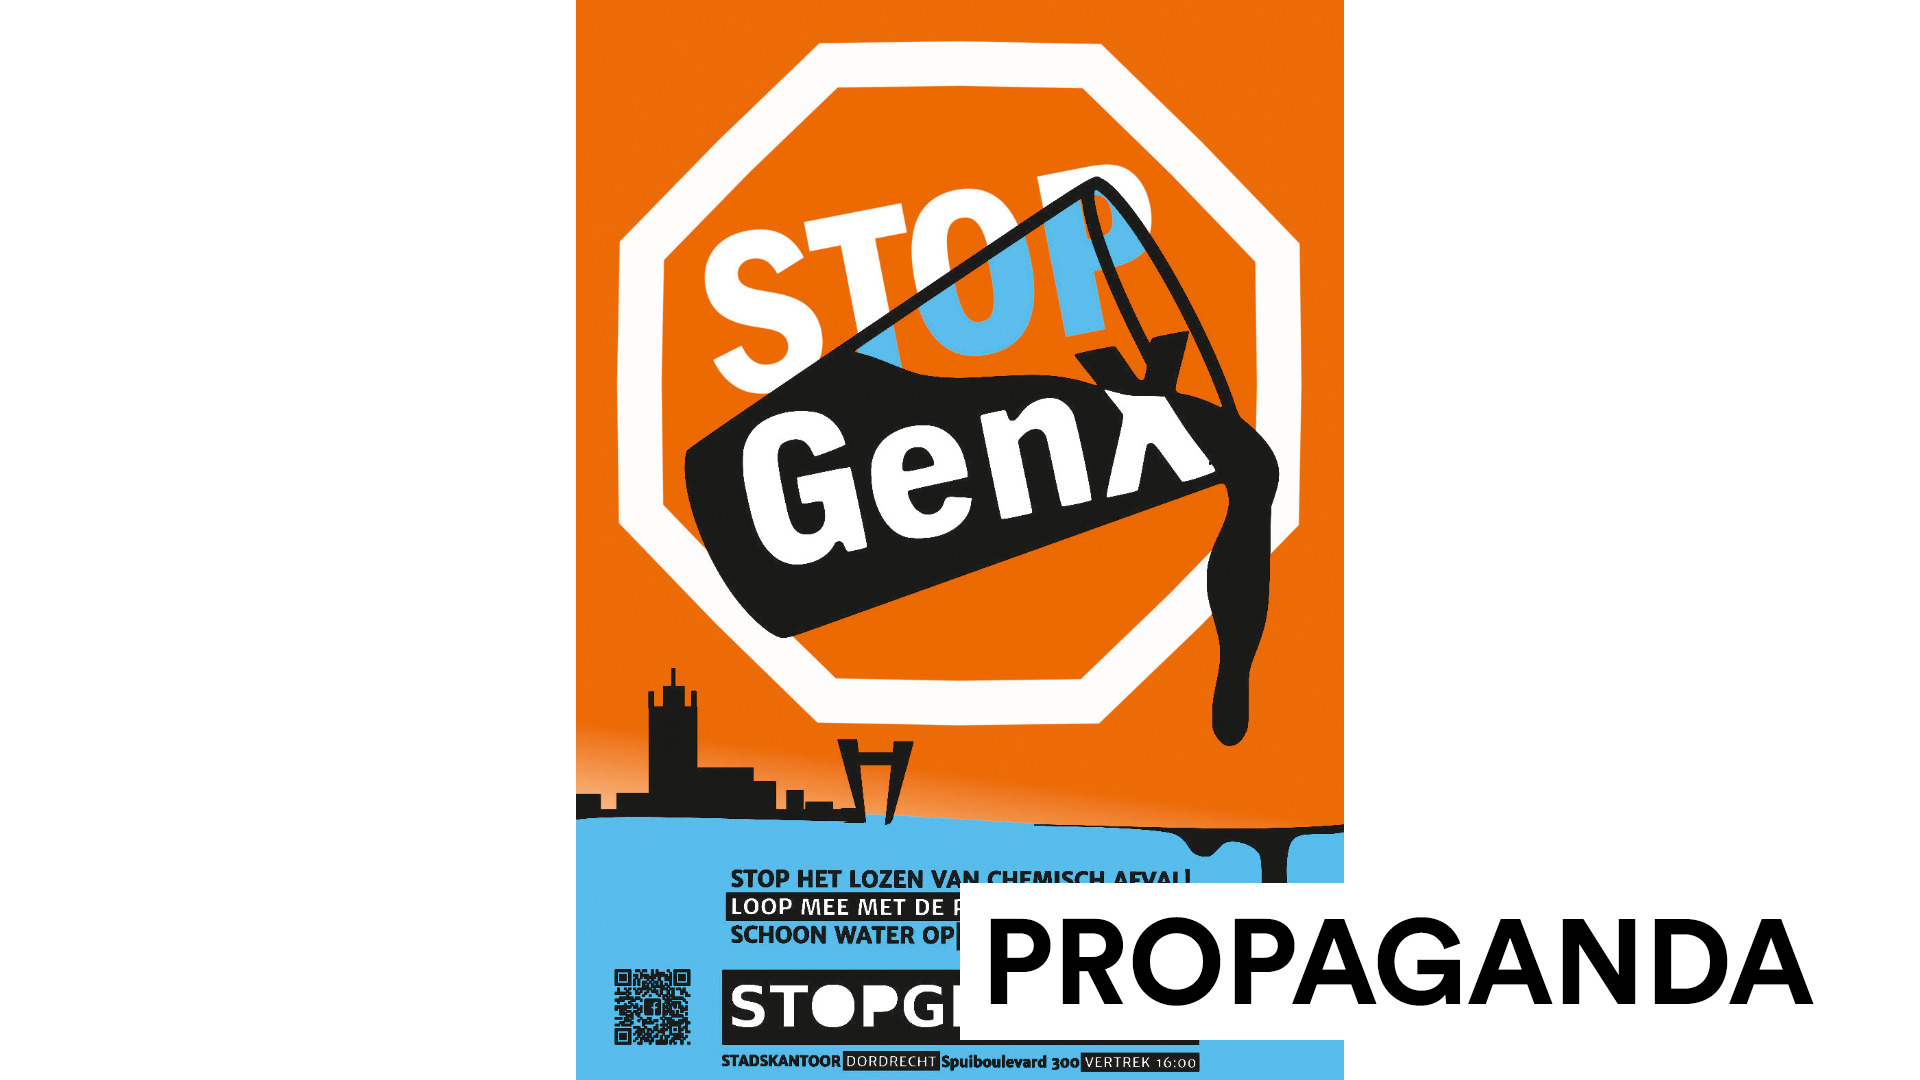 STOP
GenX
STOP HET LOZEN VAN CHEMISCH AFVAL!
LOOP MEE MET DE
SCHOON WATER OP
STOPG
PROPAGANDA
STADSKANTOOR DORDRECHT Spuiboulevard 300 VERTREK 16:00